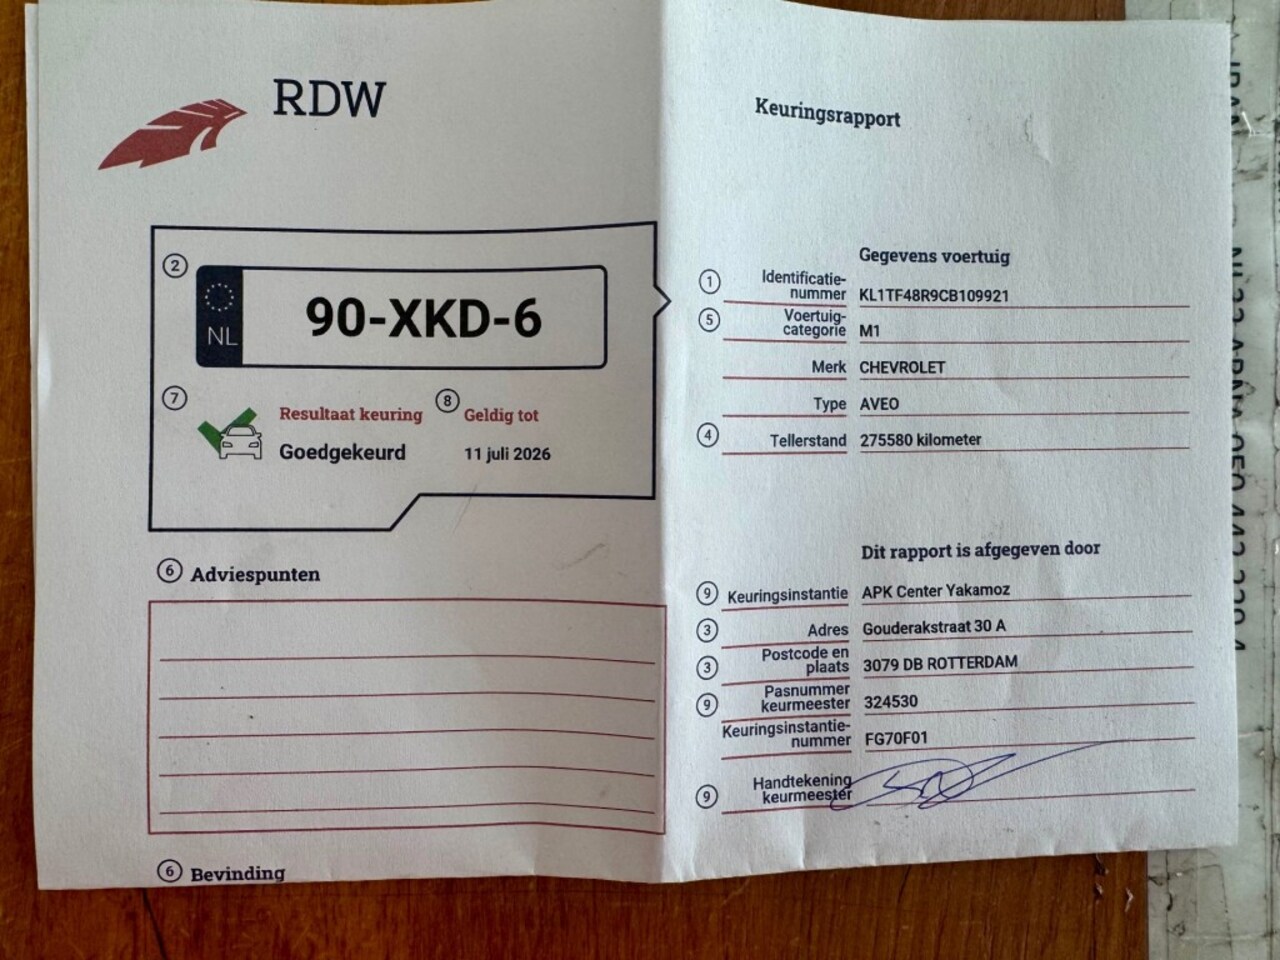 RDW
Keuringsrapport
2
NL
90-XKD-6
7
Resultaat keuring
Goedgekeurd
8
Geldig tot
11 juli 2026
6 Adviespunten
6 Bevinding
Gegevens voertuig
1 Identificatie-
nummer KL1TF48R9CB109921
5 Voertuig-
categorie M1
Merk CHEVROLET
Type AVEO
4 Tellerstand 275580 kilometer
Dit rapport is afgegeven door
9 Keuringsinstantie APK Center Yakamoz
3 Adres Gouderakstraat 30 A
3 Postcode en
plaats 3079 DB ROTTERDAM
9 Pasnummer
keurmeester 324530
Keuringsinstantie-
nummer FG70F01
9 Handtekening
keurmeester